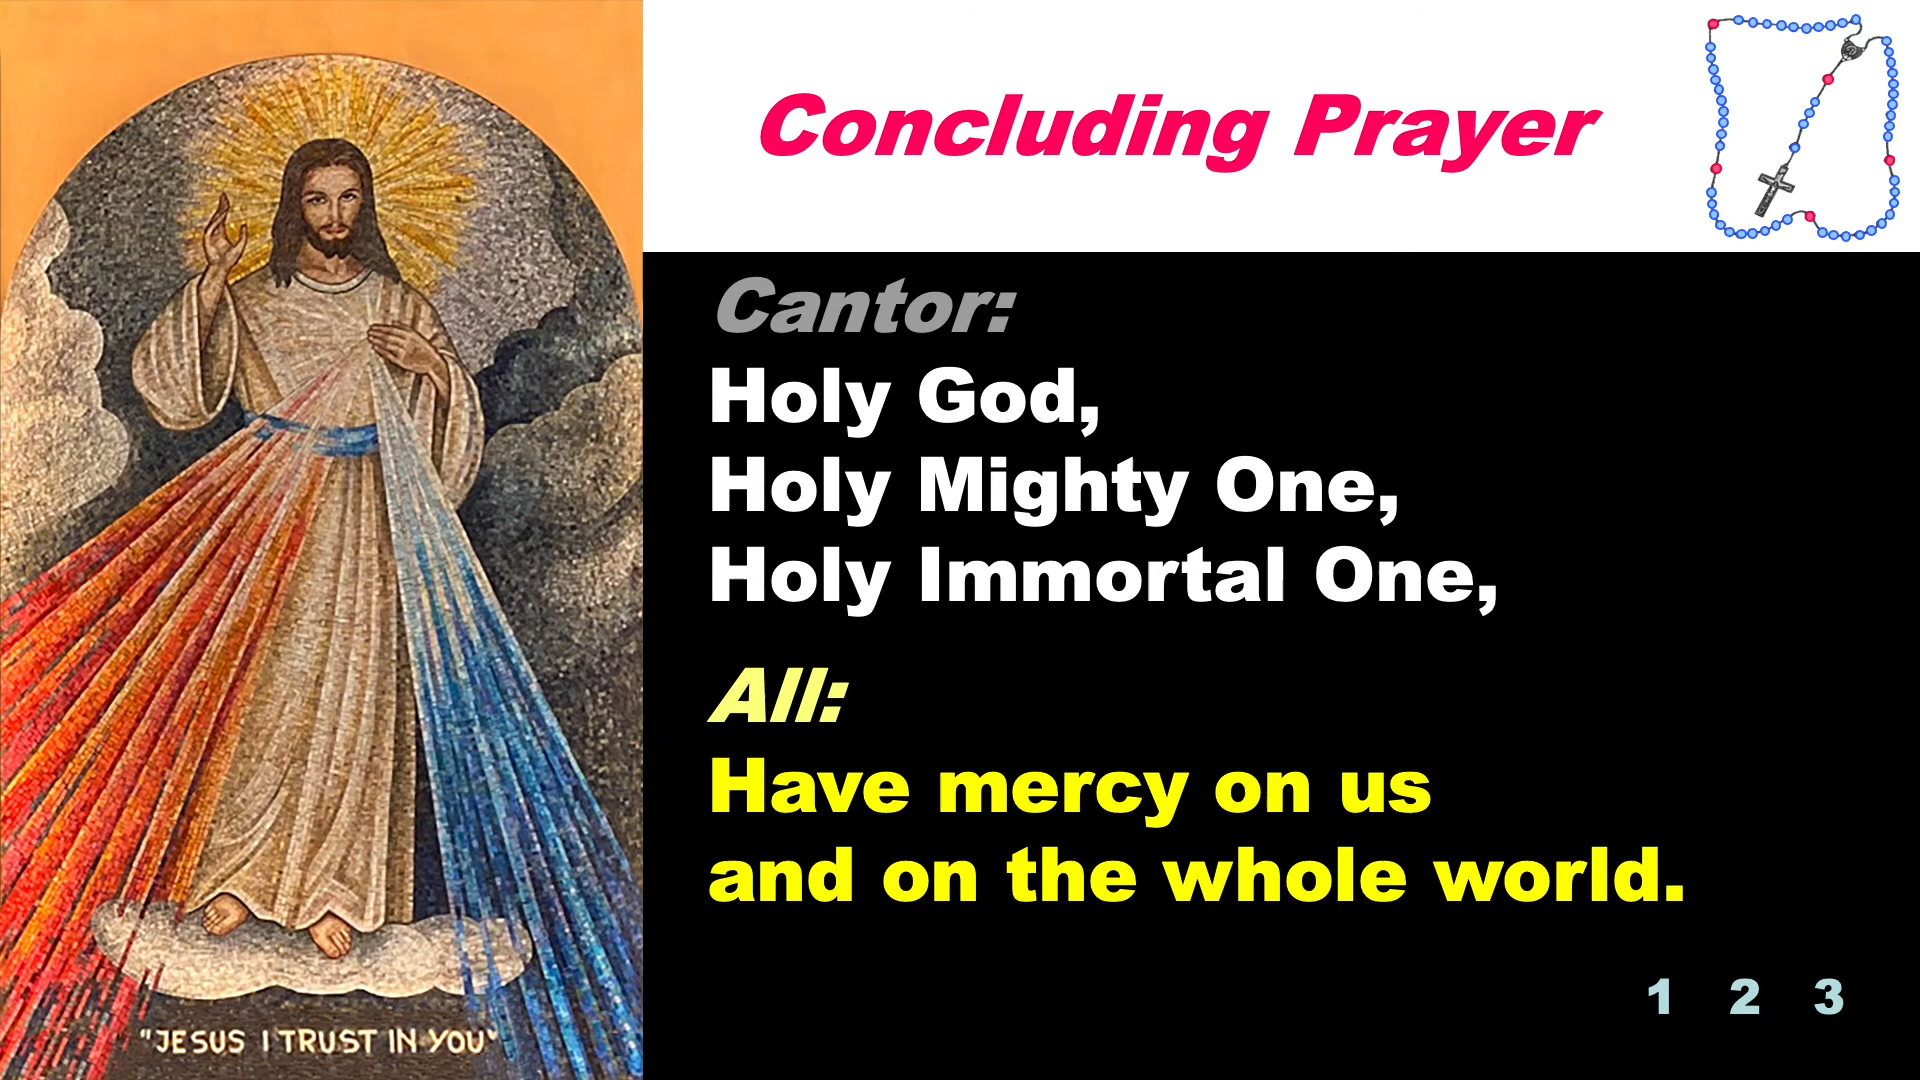 Concluding Prayer
Cantor:
Holy God,
Holy Mighty One,
Holy Immortal One,
All:
Have mercy on us
and on the whole world.
1 2 3
"JESUS I TRUST IN YOU"